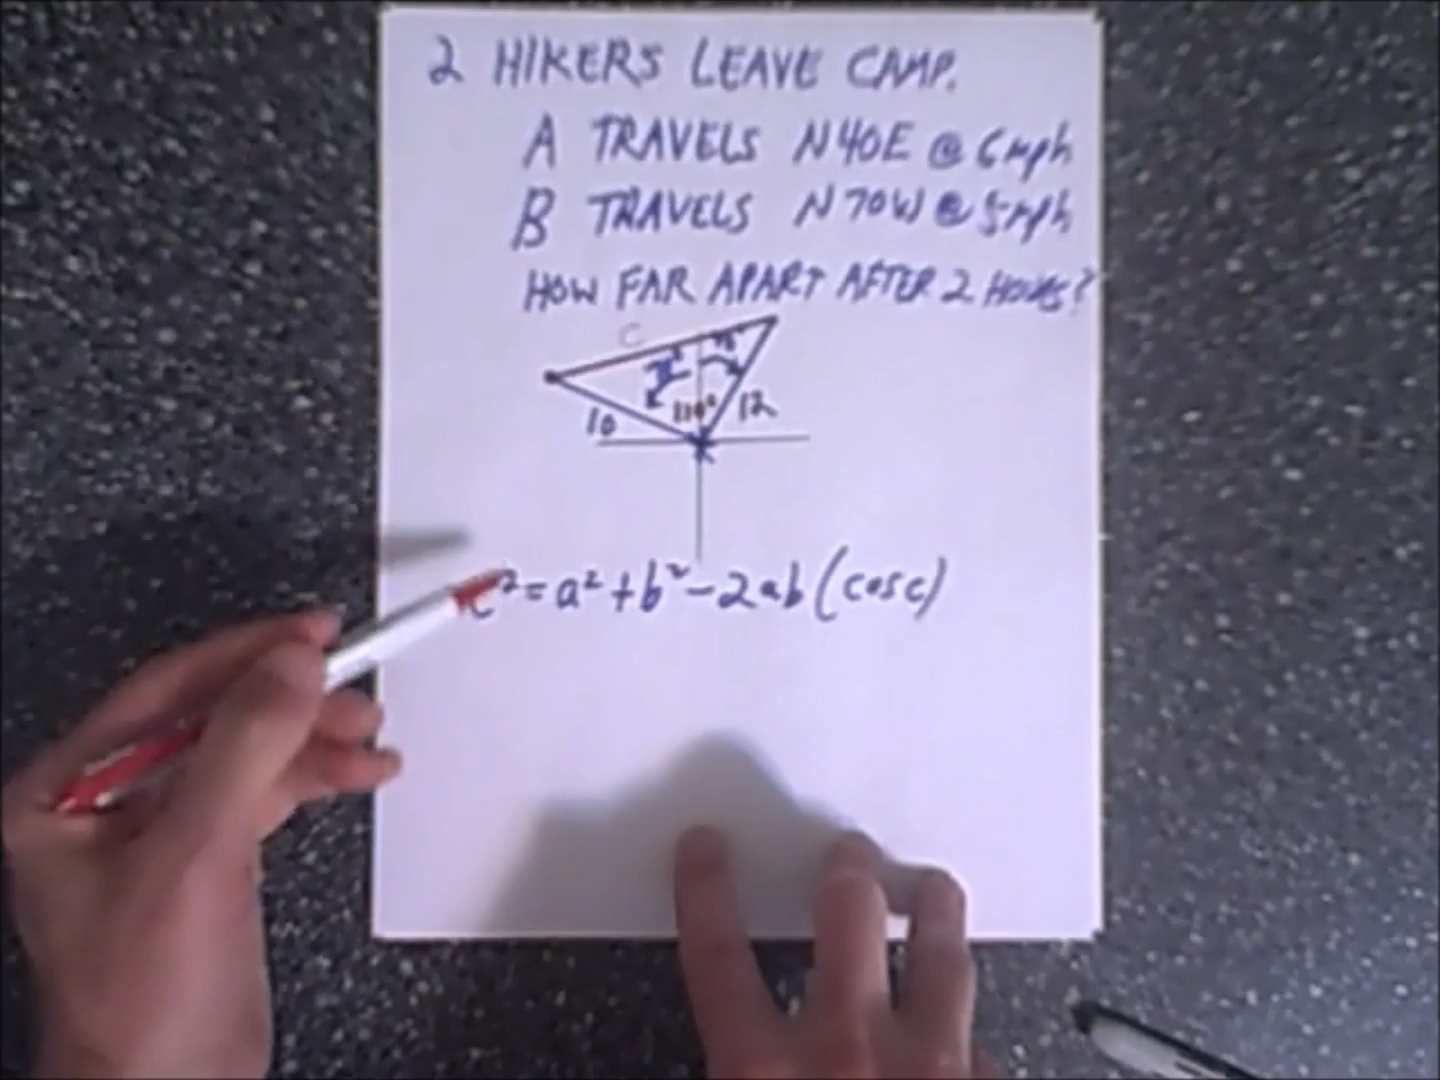 2 HIKERS LEAVE CAMP.
A TRAVELS N40E @ 6mph
B TRAVELS N70W @ 5mph
HOW FAR APART AFTER 2 HOURS?
C
110°
10
12
c² = a² + b² - 2ab (cos c)